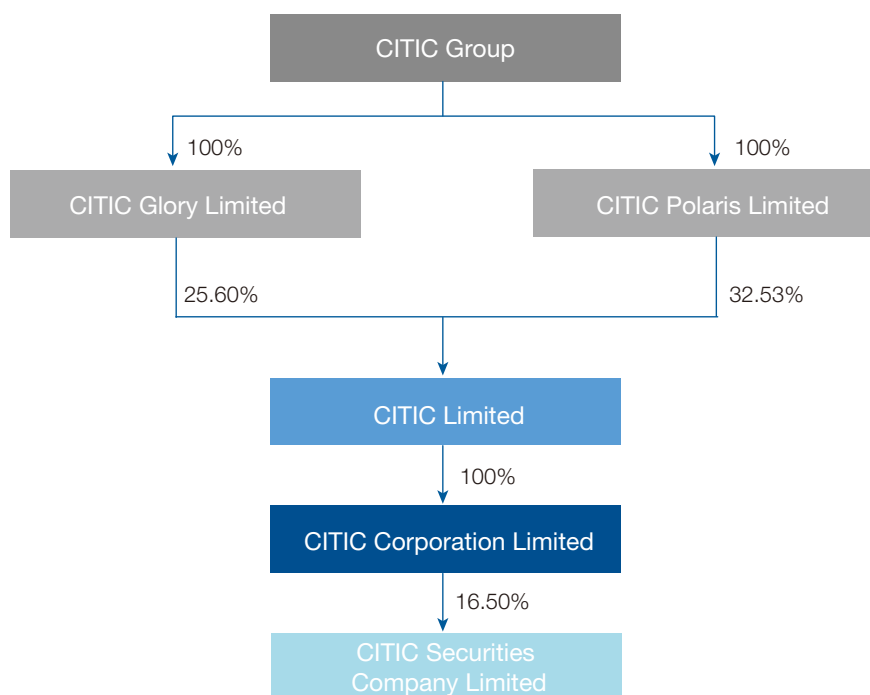 CITIC Group
100%
100%
CITIC Glory Limited
CITIC Polaris Limited
25.60%
32.53%
CITIC Limited
100%
CITIC Corporation Limited
16.50%
CITIC Securities
Company Limited